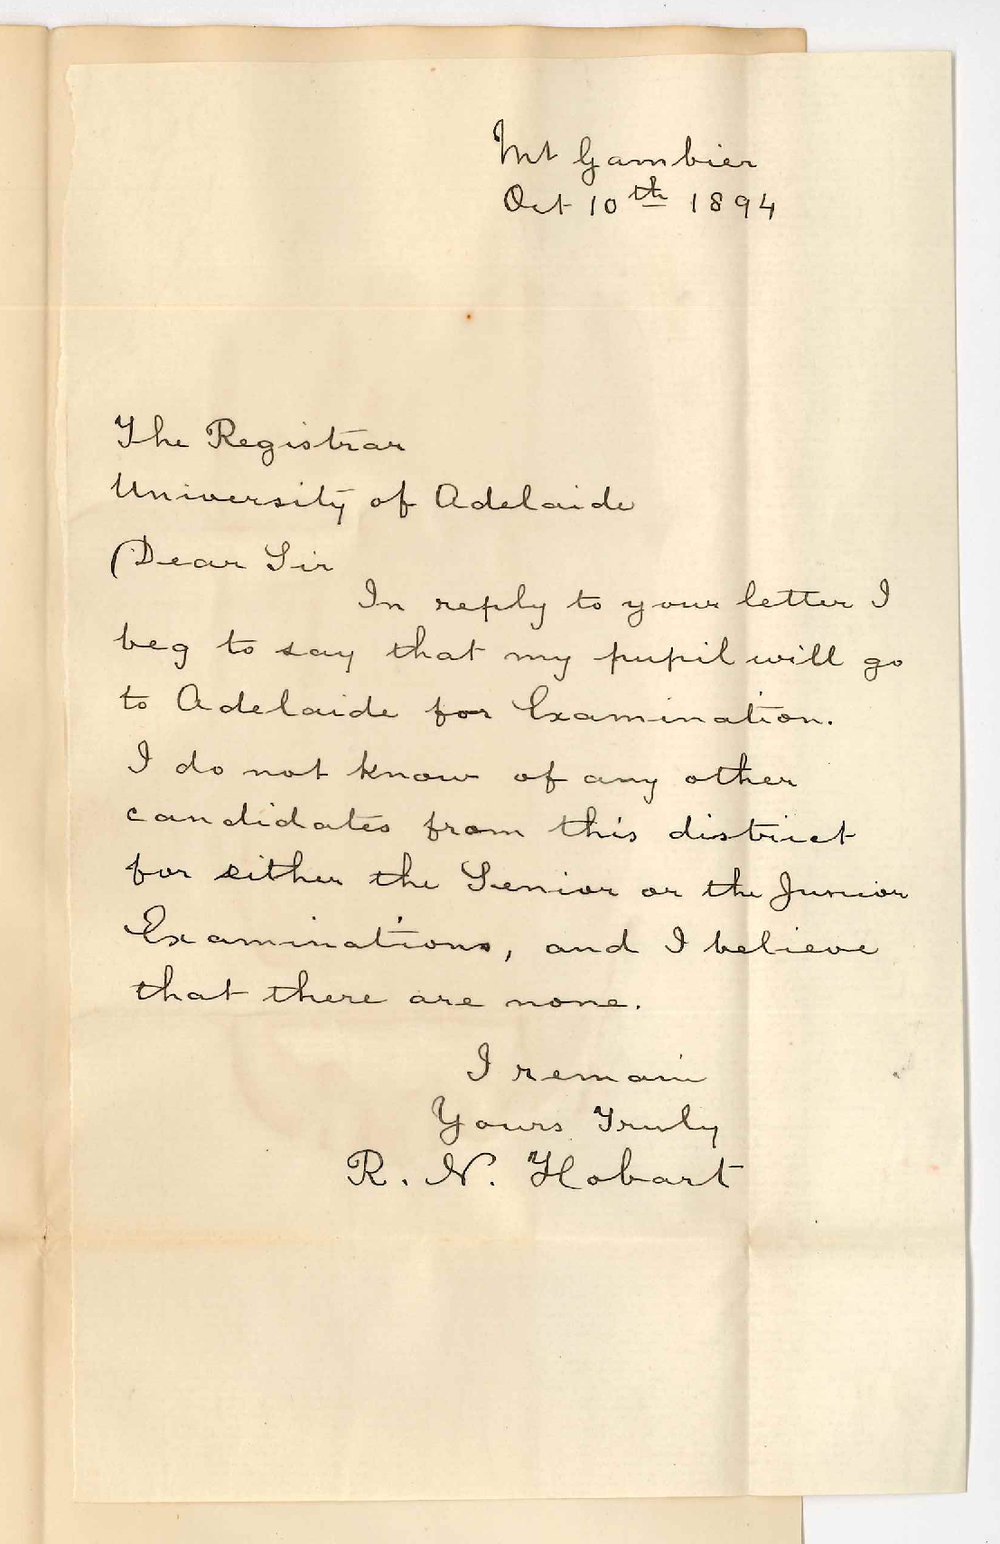 Mt Gambier
Oct 10th 1894
The Registrar
University of Adelaide
Dear Sir
In reply to your letter I
beg to say that my pupil will go
to Adelaide for Examination.
I do not know of any other
candidates from this district
for either the Senior or the Junior
Examinations, and I believe
that there are none.
I remain
Yours Truly
R. N. Hobart